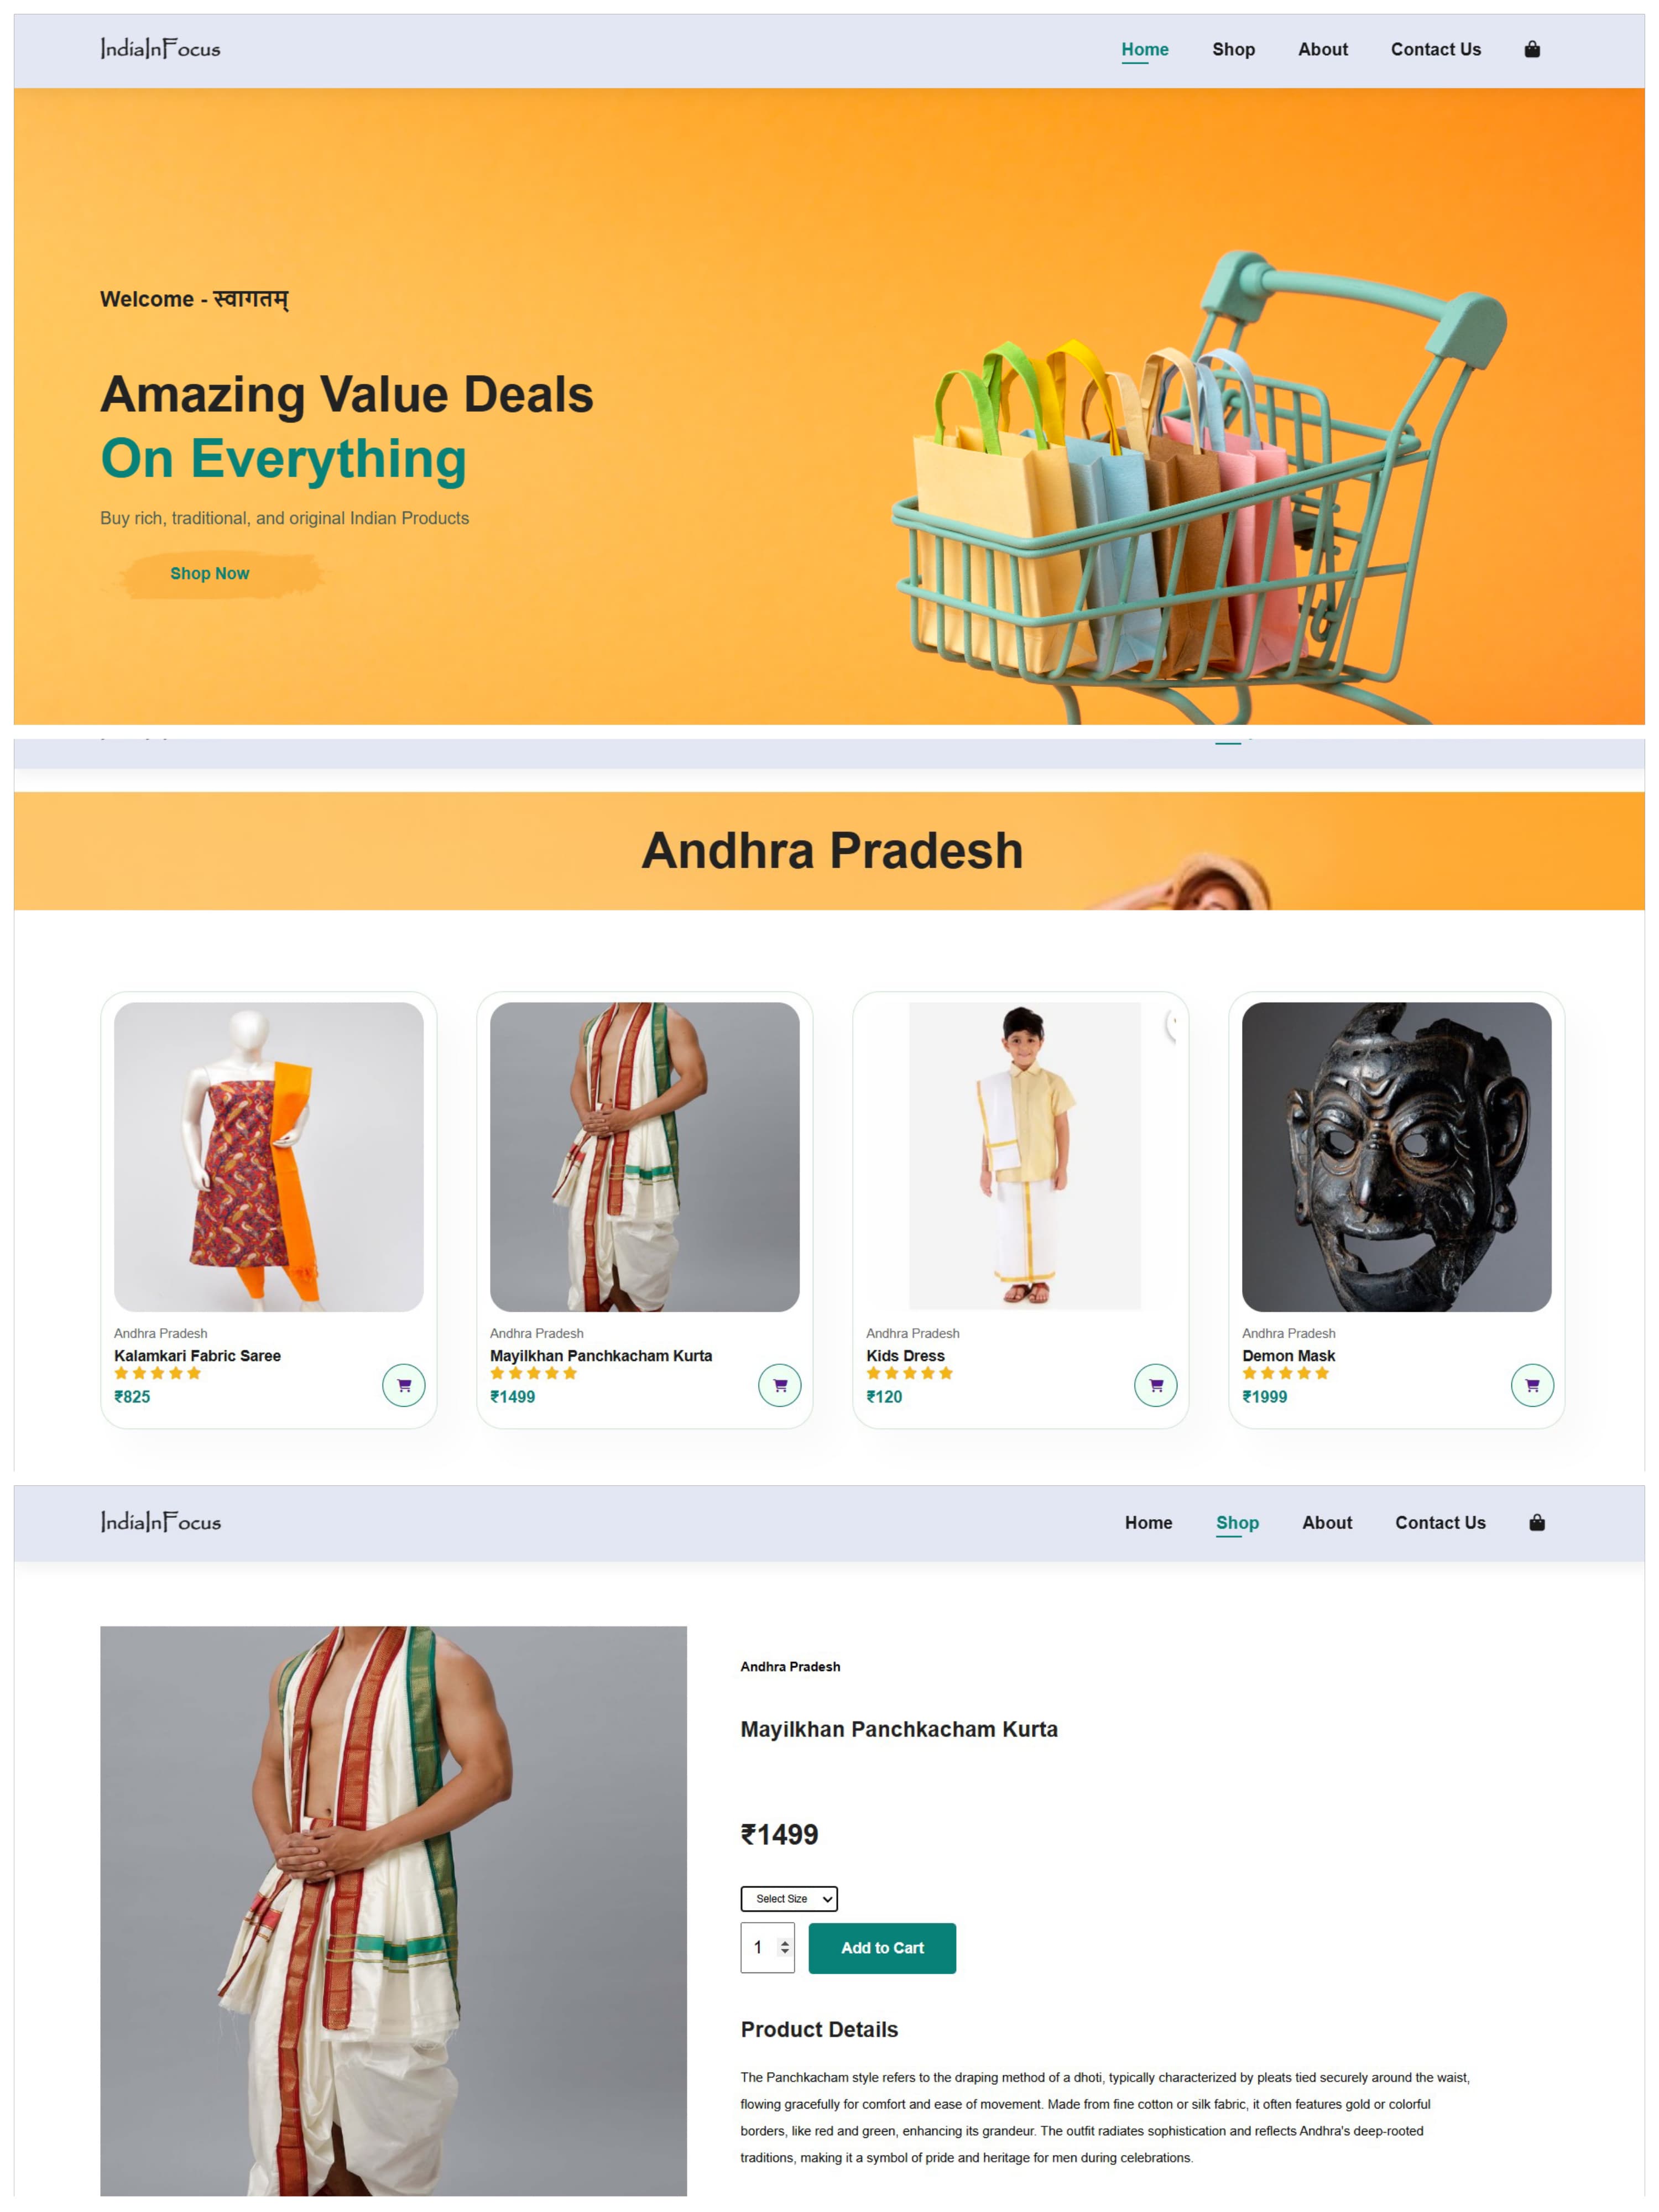 IndiaInFocus
Home Shop About Contact Us
Welcome - स्वागतम्
Amazing Value Deals
On Everything
Buy rich, traditional, and original Indian Products
Shop Now
Andhra Pradesh
Andhra Pradesh
Kalamkari Fabric Saree
₹825
Andhra Pradesh
Mayilkhan Panchkacham Kurta
₹1499
Andhra Pradesh
Kids Dress
₹120
Andhra Pradesh
Demon Mask
₹1999
IndiaInFocus
Home Shop About Contact Us
Andhra Pradesh
Mayilkhan Panchkacham Kurta
₹1499
Select Size
1
Add to Cart
Product Details
The Panchkacham style refers to the draping method of a dhoti, typically characterized by pleats tied securely around the waist,
flowing gracefully for comfort and ease of movement. Made from fine cotton or silk fabric, it often features gold or colorful
borders, like red and green, enhancing its grandeur. The outfit radiates sophistication and reflects Andhra's deep-rooted
traditions, making it a symbol of pride and heritage for men during celebrations.